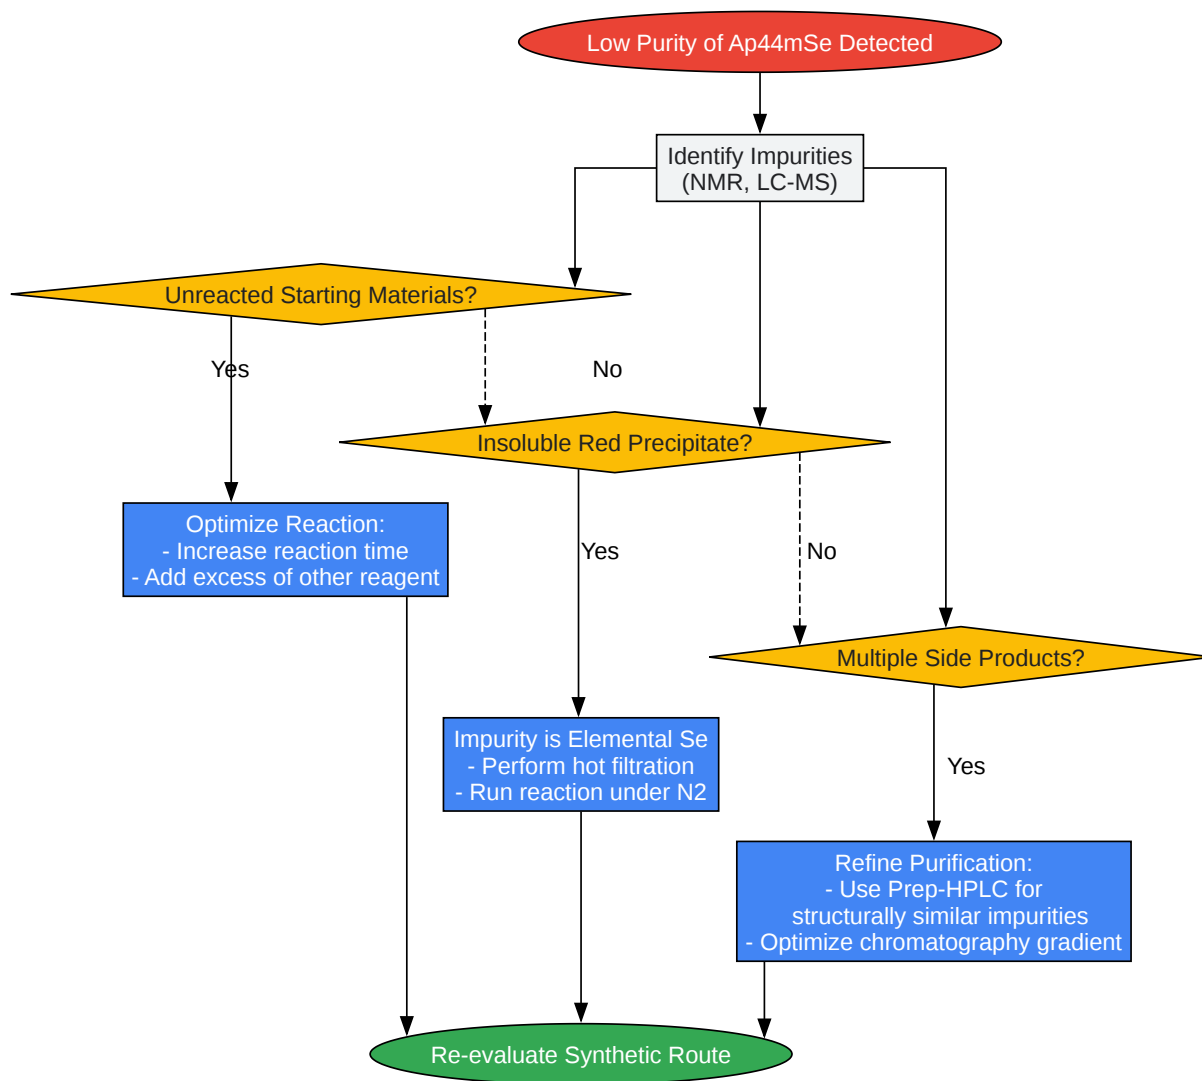 Low Purity of Ap44mSe Detected
Identify Impurities
(NMR, LC-MS)
Unreacted Starting Materials?
Yes
No
Insoluble Red Precipitate?
Optimize Reaction:
- Increase reaction time
- Add excess of other reagent
Yes
No
Multiple Side Products?
Impurity is Elemental Se
- Perform hot filtration
- Run reaction under N2
Yes
Refine Purification:
- Use Prep-HPLC for
structurally similar impurities
- Optimize chromatography gradient
Re-evaluate Synthetic Route